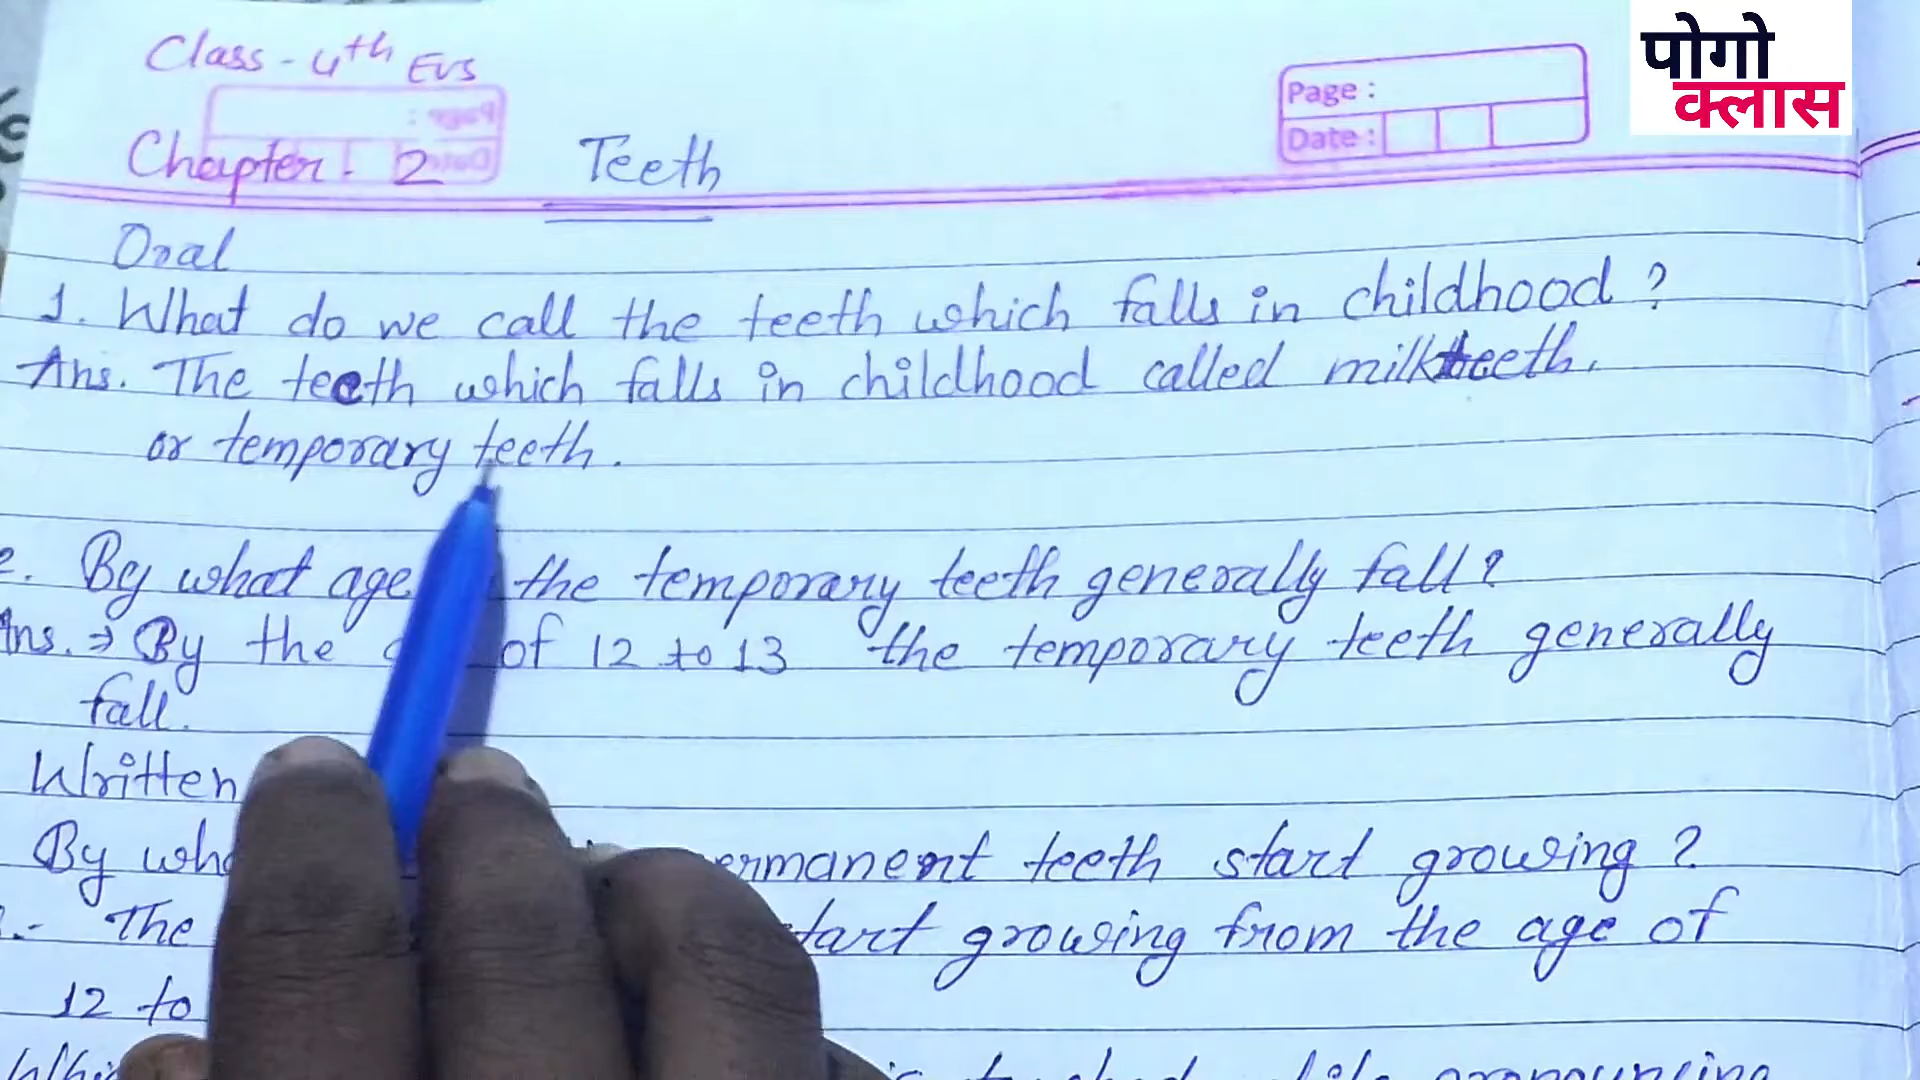 Class - 4th EVS
पोगो
क्लास
Page :
Date :
Chapter - 2 Teeth
Oral
1. What do we call the teeth which falls in childhood ?
Ans. The teeth which falls in childhood called milkteeth.
or temporary teeth.
2. By what age the temporary teeth generally fall ?
Ans. ⇒ By the of 12 to 13 the temporary teeth generally
fall.
Written
By teeth start growing ?
The growing from the age of
12 to